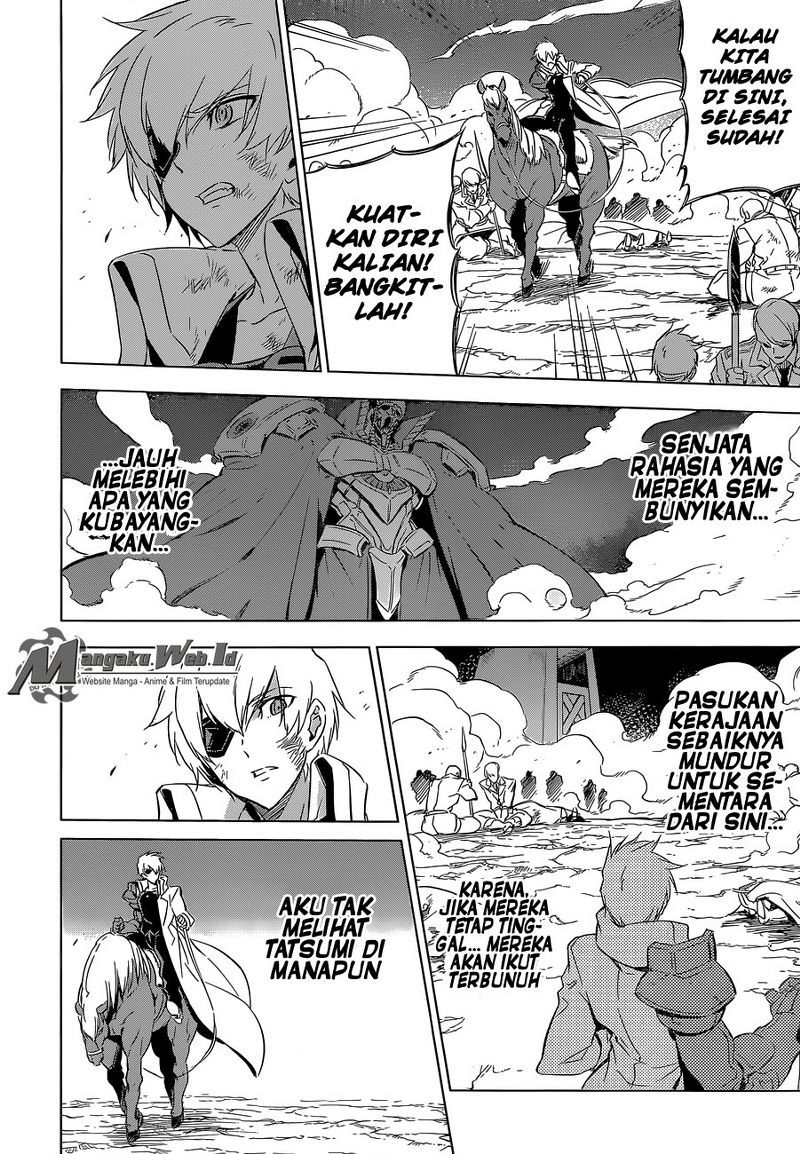 KALAU
KITA
TUMBANG
DI SINI,
SELESAI
SUDAH!
KUAT-
KAN DIRI
KALIAN!
BANGKIT-
LAH!
SENJATA
RAHASIA YANG
MEREKA SEM-
BUNYIKAN...
...JAUH
MELEBIHI
APA YANG
KUBAYANG-
KAN...
PASUKAN
KERAJAAN
SEBAIKNYA
MUNDUR
UNTUK SE-
MENTARA
DARI SINI...
KARENA,
JIKA MEREKA
TETAP TING-
GAL... MEREKA
AKAN IKUT
TERBUNUH
Mangaku.Web.Id
Website Manga - Anime & Film Terupdate
AKU TAK
MELIHAT
TATSUMI DI
MANAPUN